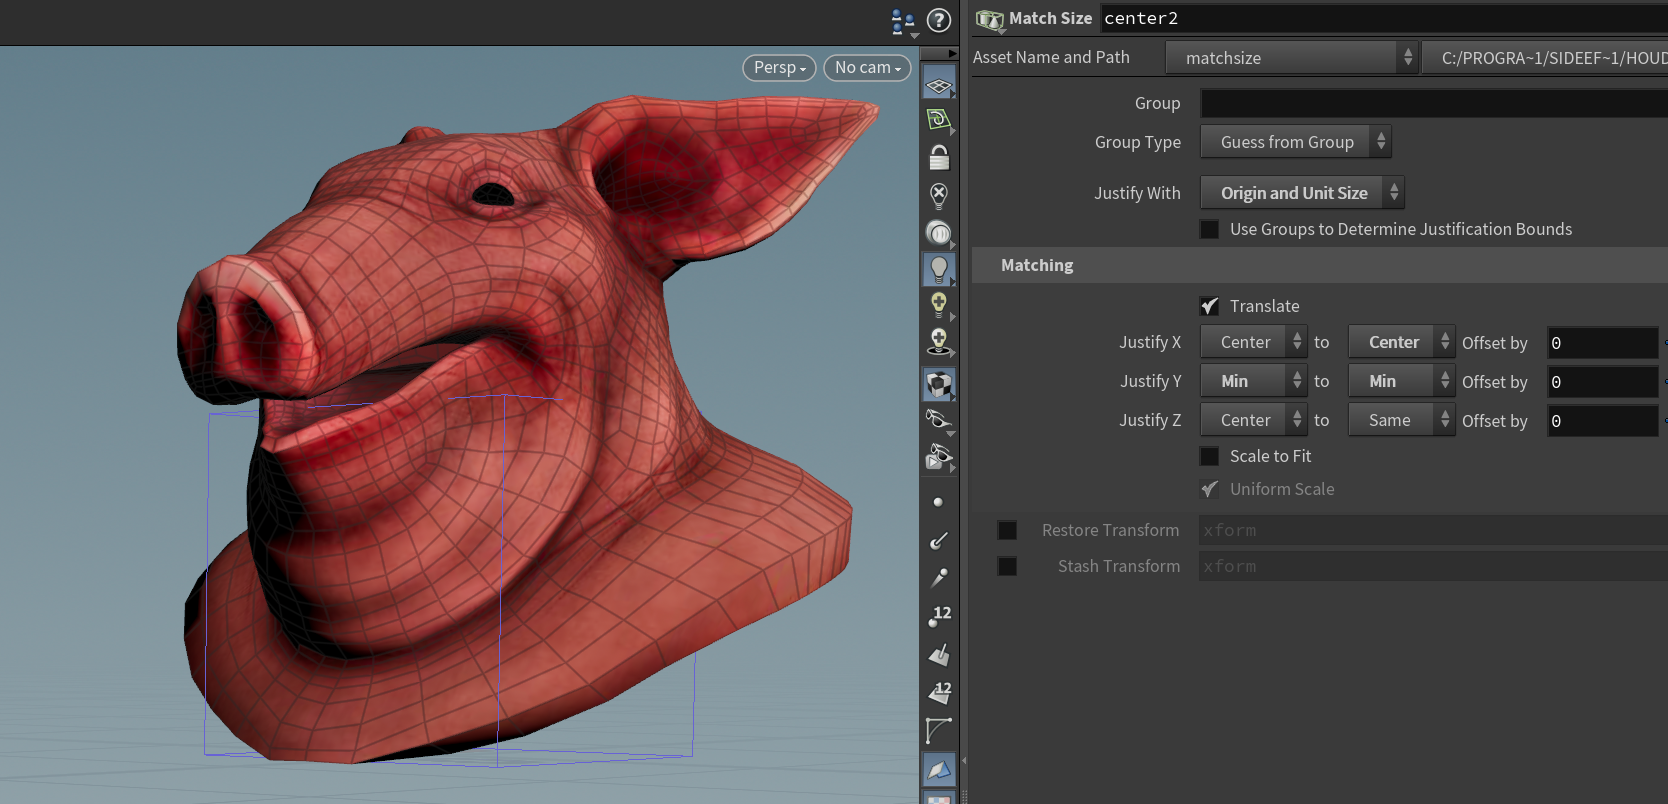 Match Size center2
Asset Name and Path matchsize C:/PROGRA~1/SIDEEF~1/HOUD
Persp No cam
Group
Group Type Guess from Group
Justify With Origin and Unit Size
Use Groups to Determine Justification Bounds
Matching
Translate
Justify X Center to Center Offset by 0
Justify Y Min to Min Offset by 0
Justify Z Center to Same Offset by 0
Scale to Fit
Uniform Scale
Restore Transform xform
Stash Transform xform
12
12